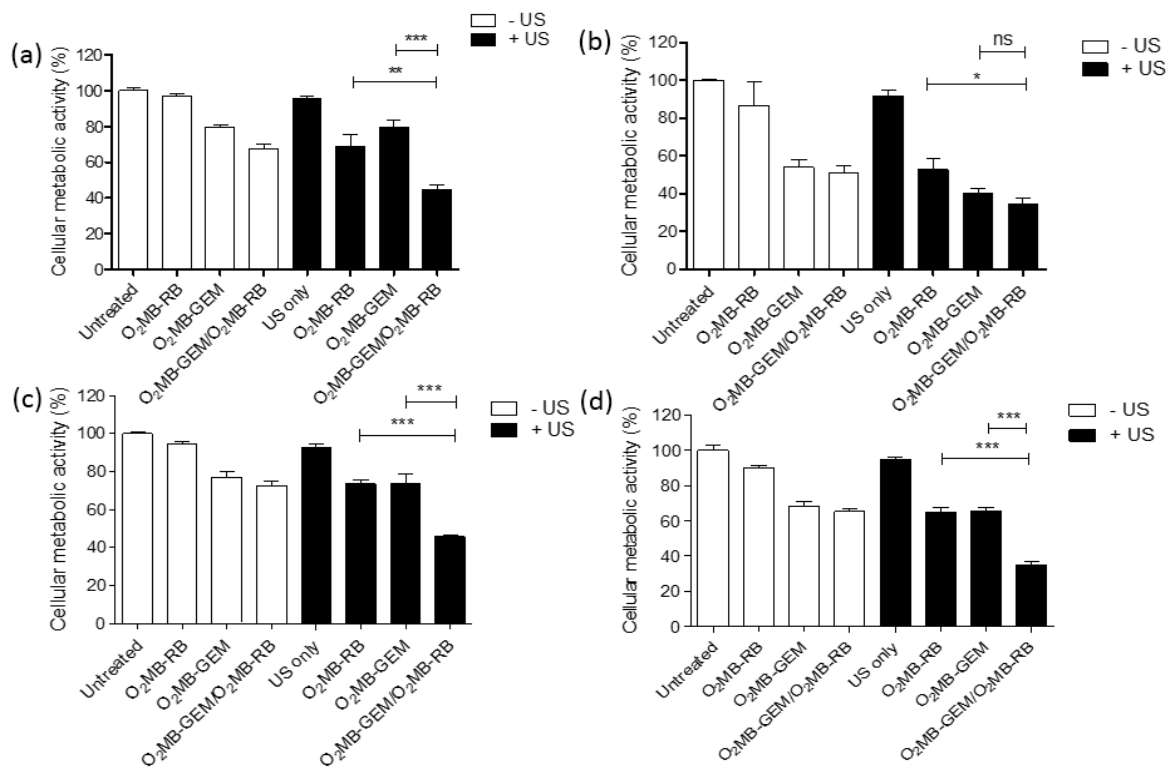 (a)
- US
+ US
***
**
Cellular metabolic activity (%)
120
100
80
60
40
20
0
Untreated
O₂MB-RB
O₂MB-GEM
O₂MB-GEM/O₂MB-RB
US only
O₂MB-RB
O₂MB-GEM
O₂MB-GEM/O₂MB-RB
(b)
- US
+ US
ns
*
Cellular metabolic activity (%)
120
100
80
60
40
20
0
Untreated
O₂MB-RB
O₂MB-GEM
O₂MB-GEM/O₂MB-RB
US only
O₂MB-RB
O₂MB-GEM
O₂MB-GEM/O₂MB-RB
(c)
- US
+ US
***
***
Cellular metabolic activity (%)
120
100
80
60
40
20
0
Untreated
O₂MB-RB
O₂MB-GEM
O₂MB-GEM/O₂MB-RB
US only
O₂MB-RB
O₂MB-GEM
O₂MB-GEM/O₂MB-RB
(d)
- US
+ US
***
***
Cellular metabolic activity (%)
120
100
80
60
40
20
0
Untreated
O₂MB-RB
O₂MB-GEM
O₂MB-GEM/O₂MB-RB
US only
O₂MB-RB
O₂MB-GEM
O₂MB-GEM/O₂MB-RB